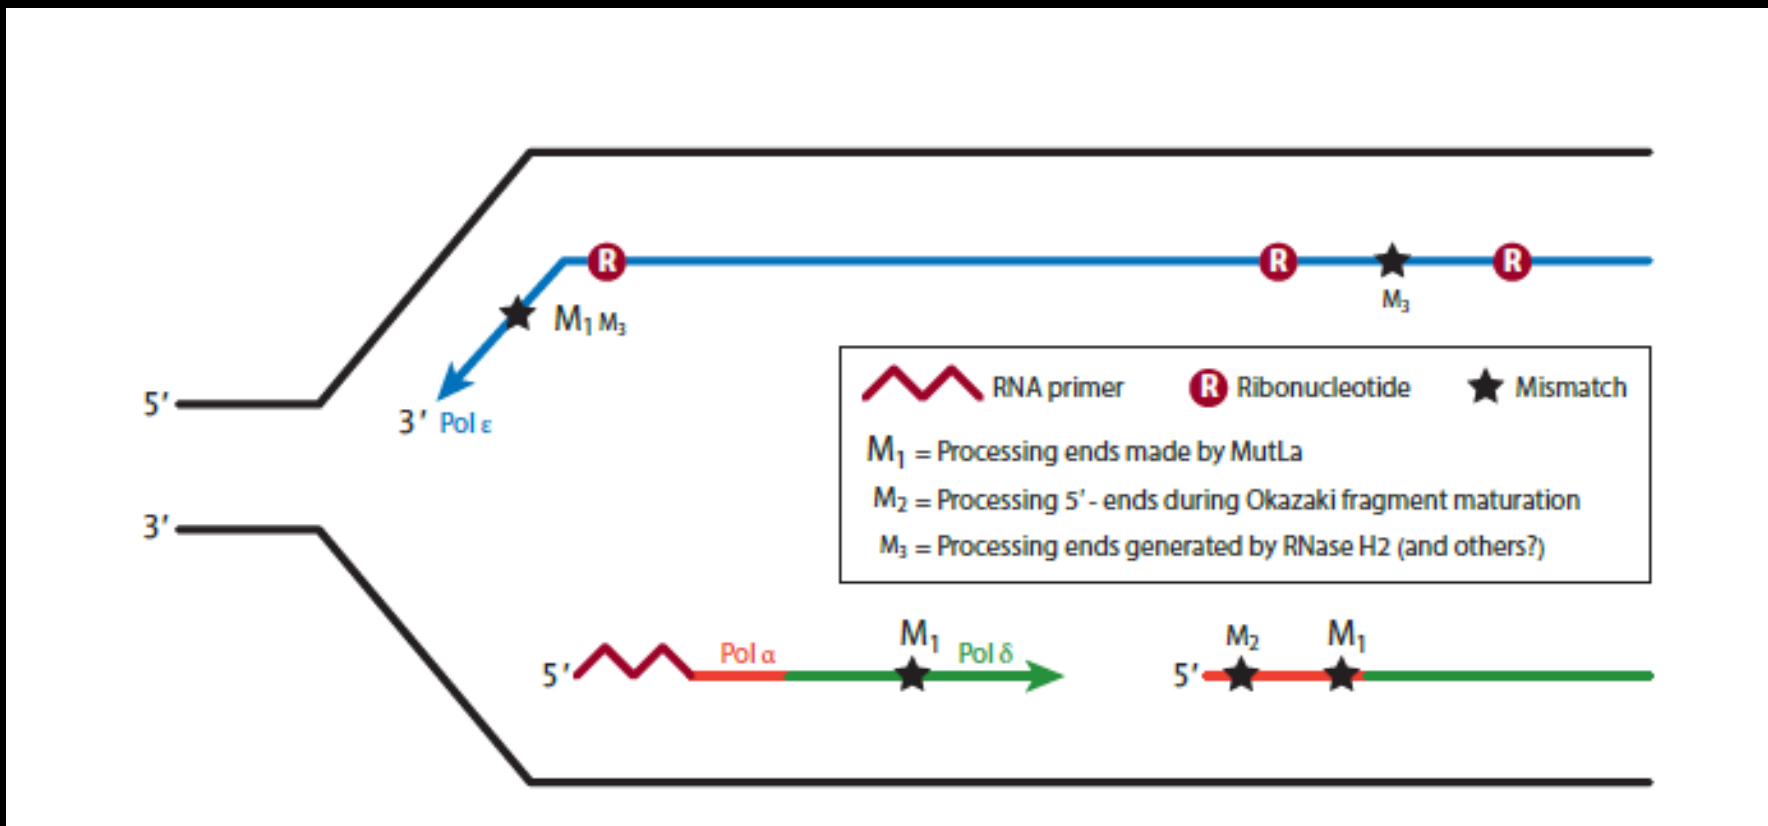 R
R
R
M₁ M₃
M₃
5′
3′ Pol ε
3′
RNA primer
R Ribonucleotide
Mismatch
M₁ = Processing ends made by MutLa
M₂ = Processing 5′ - ends during Okazaki fragment maturation
M₃ = Processing ends generated by RNase H2 (and others?)
5′
Pol α
M₁
Pol δ
5′
M₂
M₁